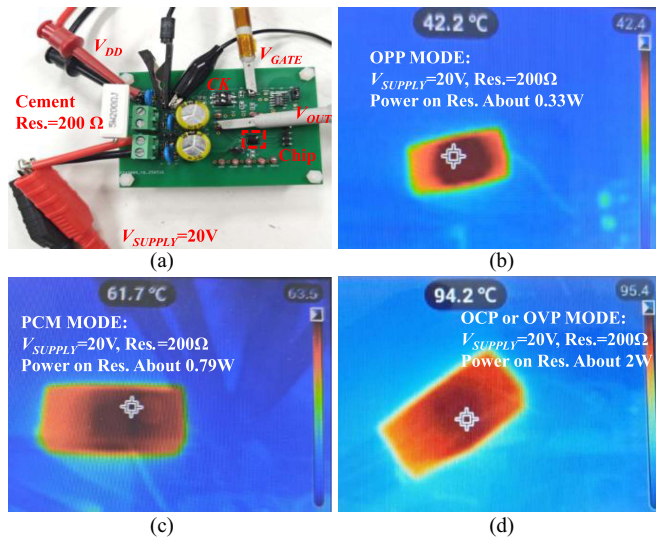 V_DD
V_GATE
CK
Cement
Res.=200 Ω
5W200ΩJ
V_OUT
Chip
V_SUPPLY=20V
(a)
42.2 °C
42.4
OPP MODE:
V_SUPPLY=20V, Res.=200Ω
Power on Res. About 0.33W
(b)
61.7 °C
63.5
PCM MODE:
V_SUPPLY=20V, Res.=200Ω
Power on Res. About 0.79W
(c)
94.2 °C
95.4
OCP or OVP MODE:
V_SUPPLY=20V, Res.=200Ω
Power on Res. About 2W
(d)